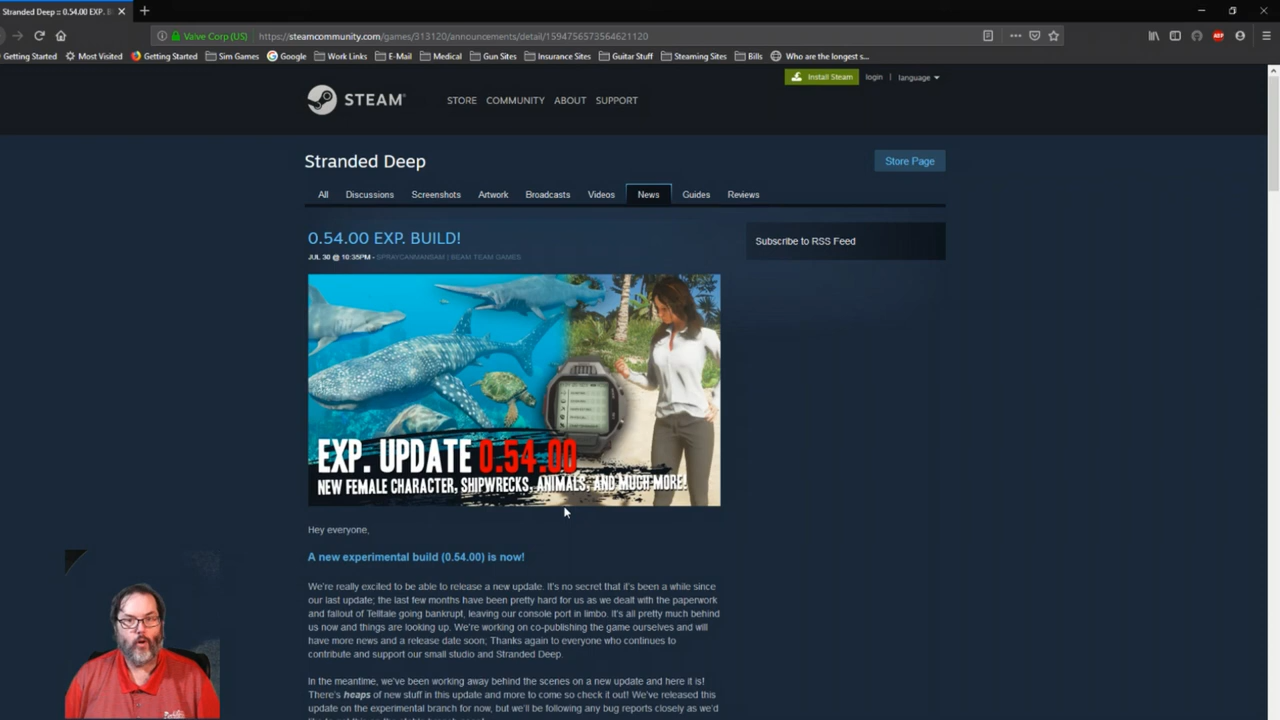 Stranded Deep :: 0.54.00 EXP. B
Valve Corp (US) https://steamcommunity.com/games/313120/announcements/detail/1594756573564621120
Getting Started Most Visited Getting Started Sim Games Google Work Links E-Mail Medical Gun Sites Insurance Sites Guitar Stuff Steaming Sites Bills Who are the longest s...
Install Steam login language
STEAM® STORE COMMUNITY ABOUT SUPPORT
Stranded Deep
Store Page
All Discussions Screenshots Artwork Broadcasts Videos News Guides Reviews
0.54.00 EXP. BUILD!
Subscribe to RSS Feed
JUL 30 @ 10:35PM - SPRAYCANMANSAM | BEAM TEAM GAMES
EXP. UPDATE 0.54.00
NEW FEMALE CHARACTER, SHIPWRECKS, ANIMALS, AND MUCH MORE!
Hey everyone,
A new experimental build (0.54.00) is now!
We're really excited to be able to release a new update. It's no secret that it's been a while since
our last update; the last few months have been pretty hard for us as we dealt with the paperwork
and fallout of Telltale going bankrupt, leaving our console port in limbo. It's all pretty much behind
us now and things are looking up. We're working on co-publishing the game ourselves and will
have more news and a release date soon; Thanks again to everyone who continues to
contribute and support our small studio and Stranded Deep.
In the meantime, we've been working away behind the scenes on a new update and here it is!
There's heaps of new stuff in this update and more to come so check it out! We've released this
update on the experimental branch for now, but we'll be following any bug reports closely as we'd